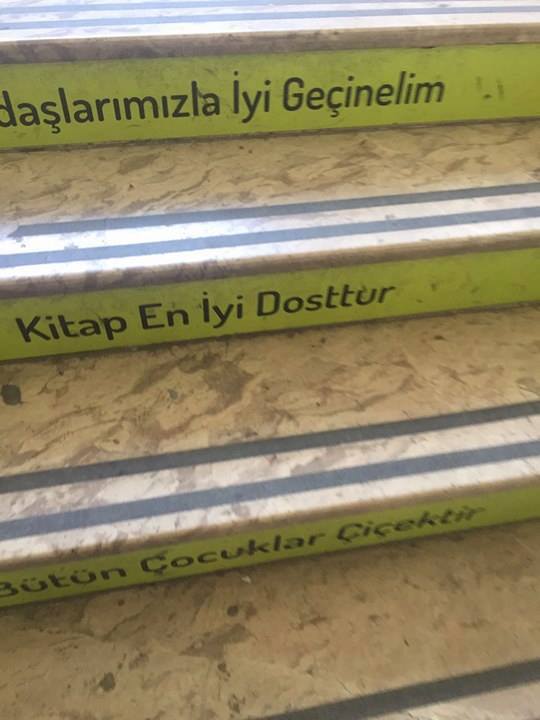 daşlarımızla İyi Geçinelim
Kitap En İyi Dosttur
Bütün Çocuklar Çiçektir